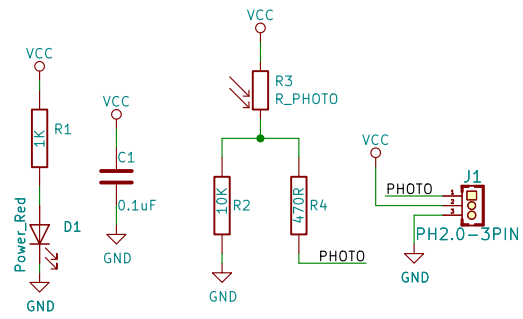 VCC
R3
R_PHOTO
VCC
R1
1K
Power_Red
D1
GND
VCC
C1
0.1uF
GND
10K
R2
470R
R4
PHOTO
GND
VCC
PHOTO
J1
1
2
3
PH2.0-3PIN
GND